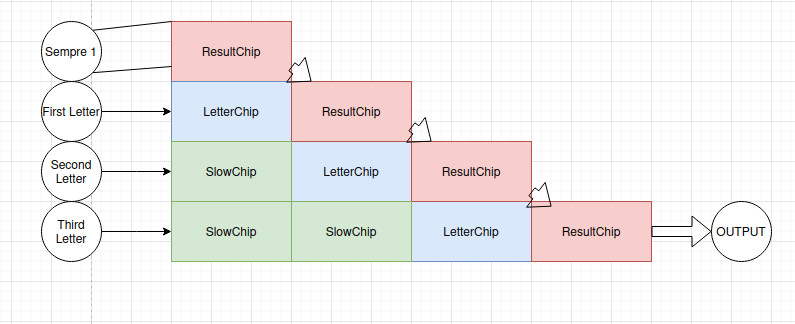 Sempre 1
ResultChip
First Letter
LetterChip
ResultChip
Second
Letter
SlowChip
LetterChip
ResultChip
Third
Letter
SlowChip
SlowChip
LetterChip
ResultChip
OUTPUT